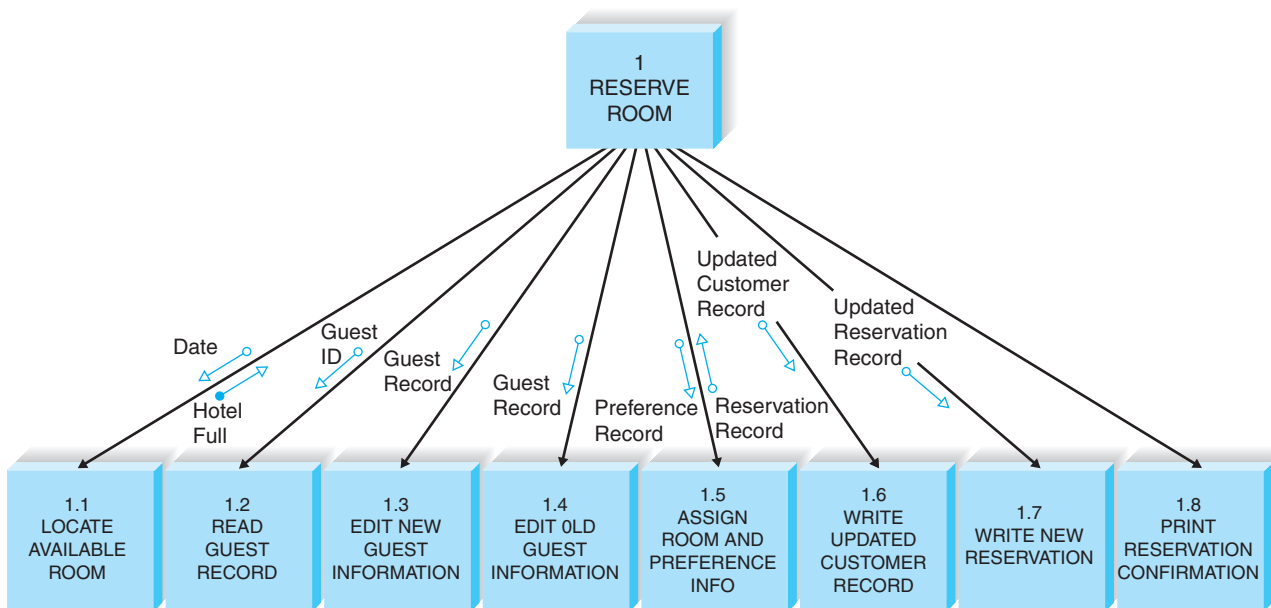 1
RESERVE
ROOM
Date
Hotel
Full
Guest
ID
Guest
Record
Guest
Record
Preference
Record
Reservation
Record
Updated
Customer
Record
Updated
Reservation
Record
1.1
LOCATE
AVAILABLE
ROOM
1.2
READ
GUEST
RECORD
1.3
EDIT NEW
GUEST
INFORMATION
1.4
EDIT 0LD
GUEST
INFORMATION
1.5
ASSIGN
ROOM AND
PREFERENCE
INFO
1.6
WRITE
UPDATED
CUSTOMER
RECORD
1.7
WRITE NEW
RESERVATION
1.8
PRINT
RESERVATION
CONFIRMATION